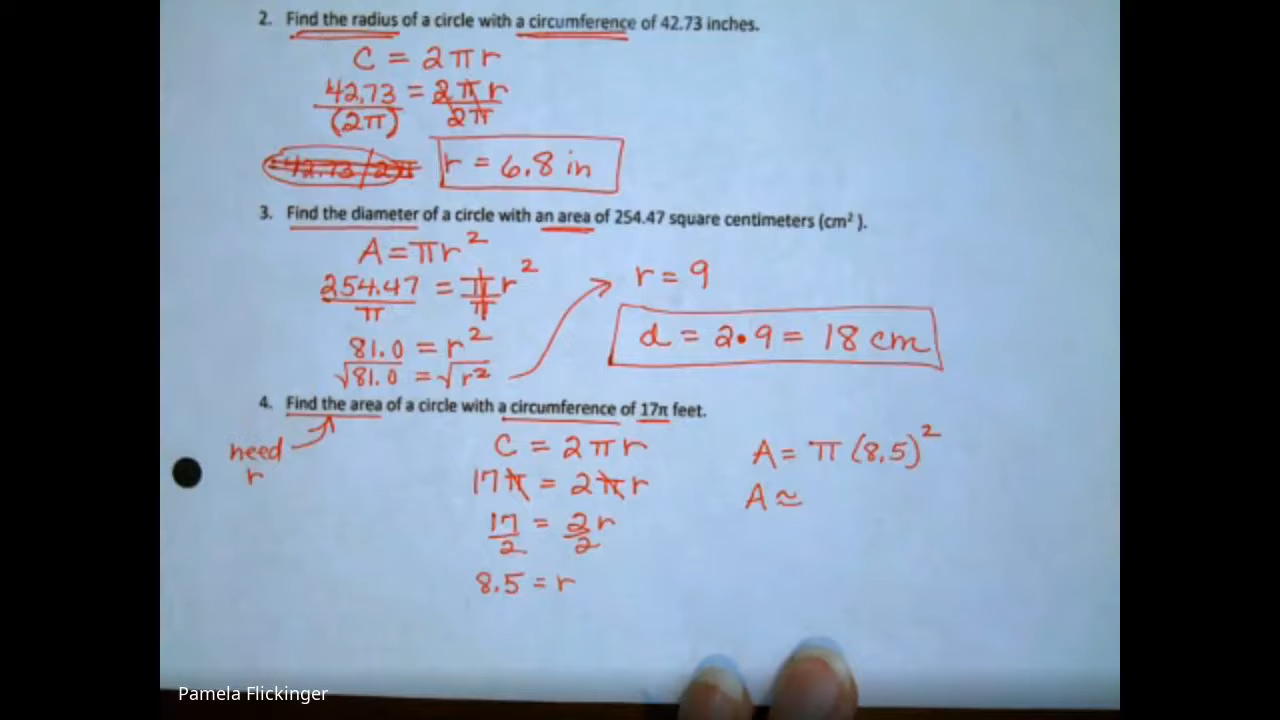 2. Find the radius of a circle with a circumference of 42.73 inches.
C = 2πr
42.73 = 2πr
(2π) 2π
r = 6.8 in
3. Find the diameter of a circle with an area of 254.47 square centimeters (cm²).
A=πr²
254.47 = πr²
π π
81.0 = r²
√81.0 = √r²
r = 9
d = 2•9 = 18 cm
4. Find the area of a circle with a circumference of 17π feet.
need
r
C = 2πr
17π = 2πr
17 = 2r
2 2
8.5 = r
A = π(8.5)²
A ≈
Pamela Flickinger